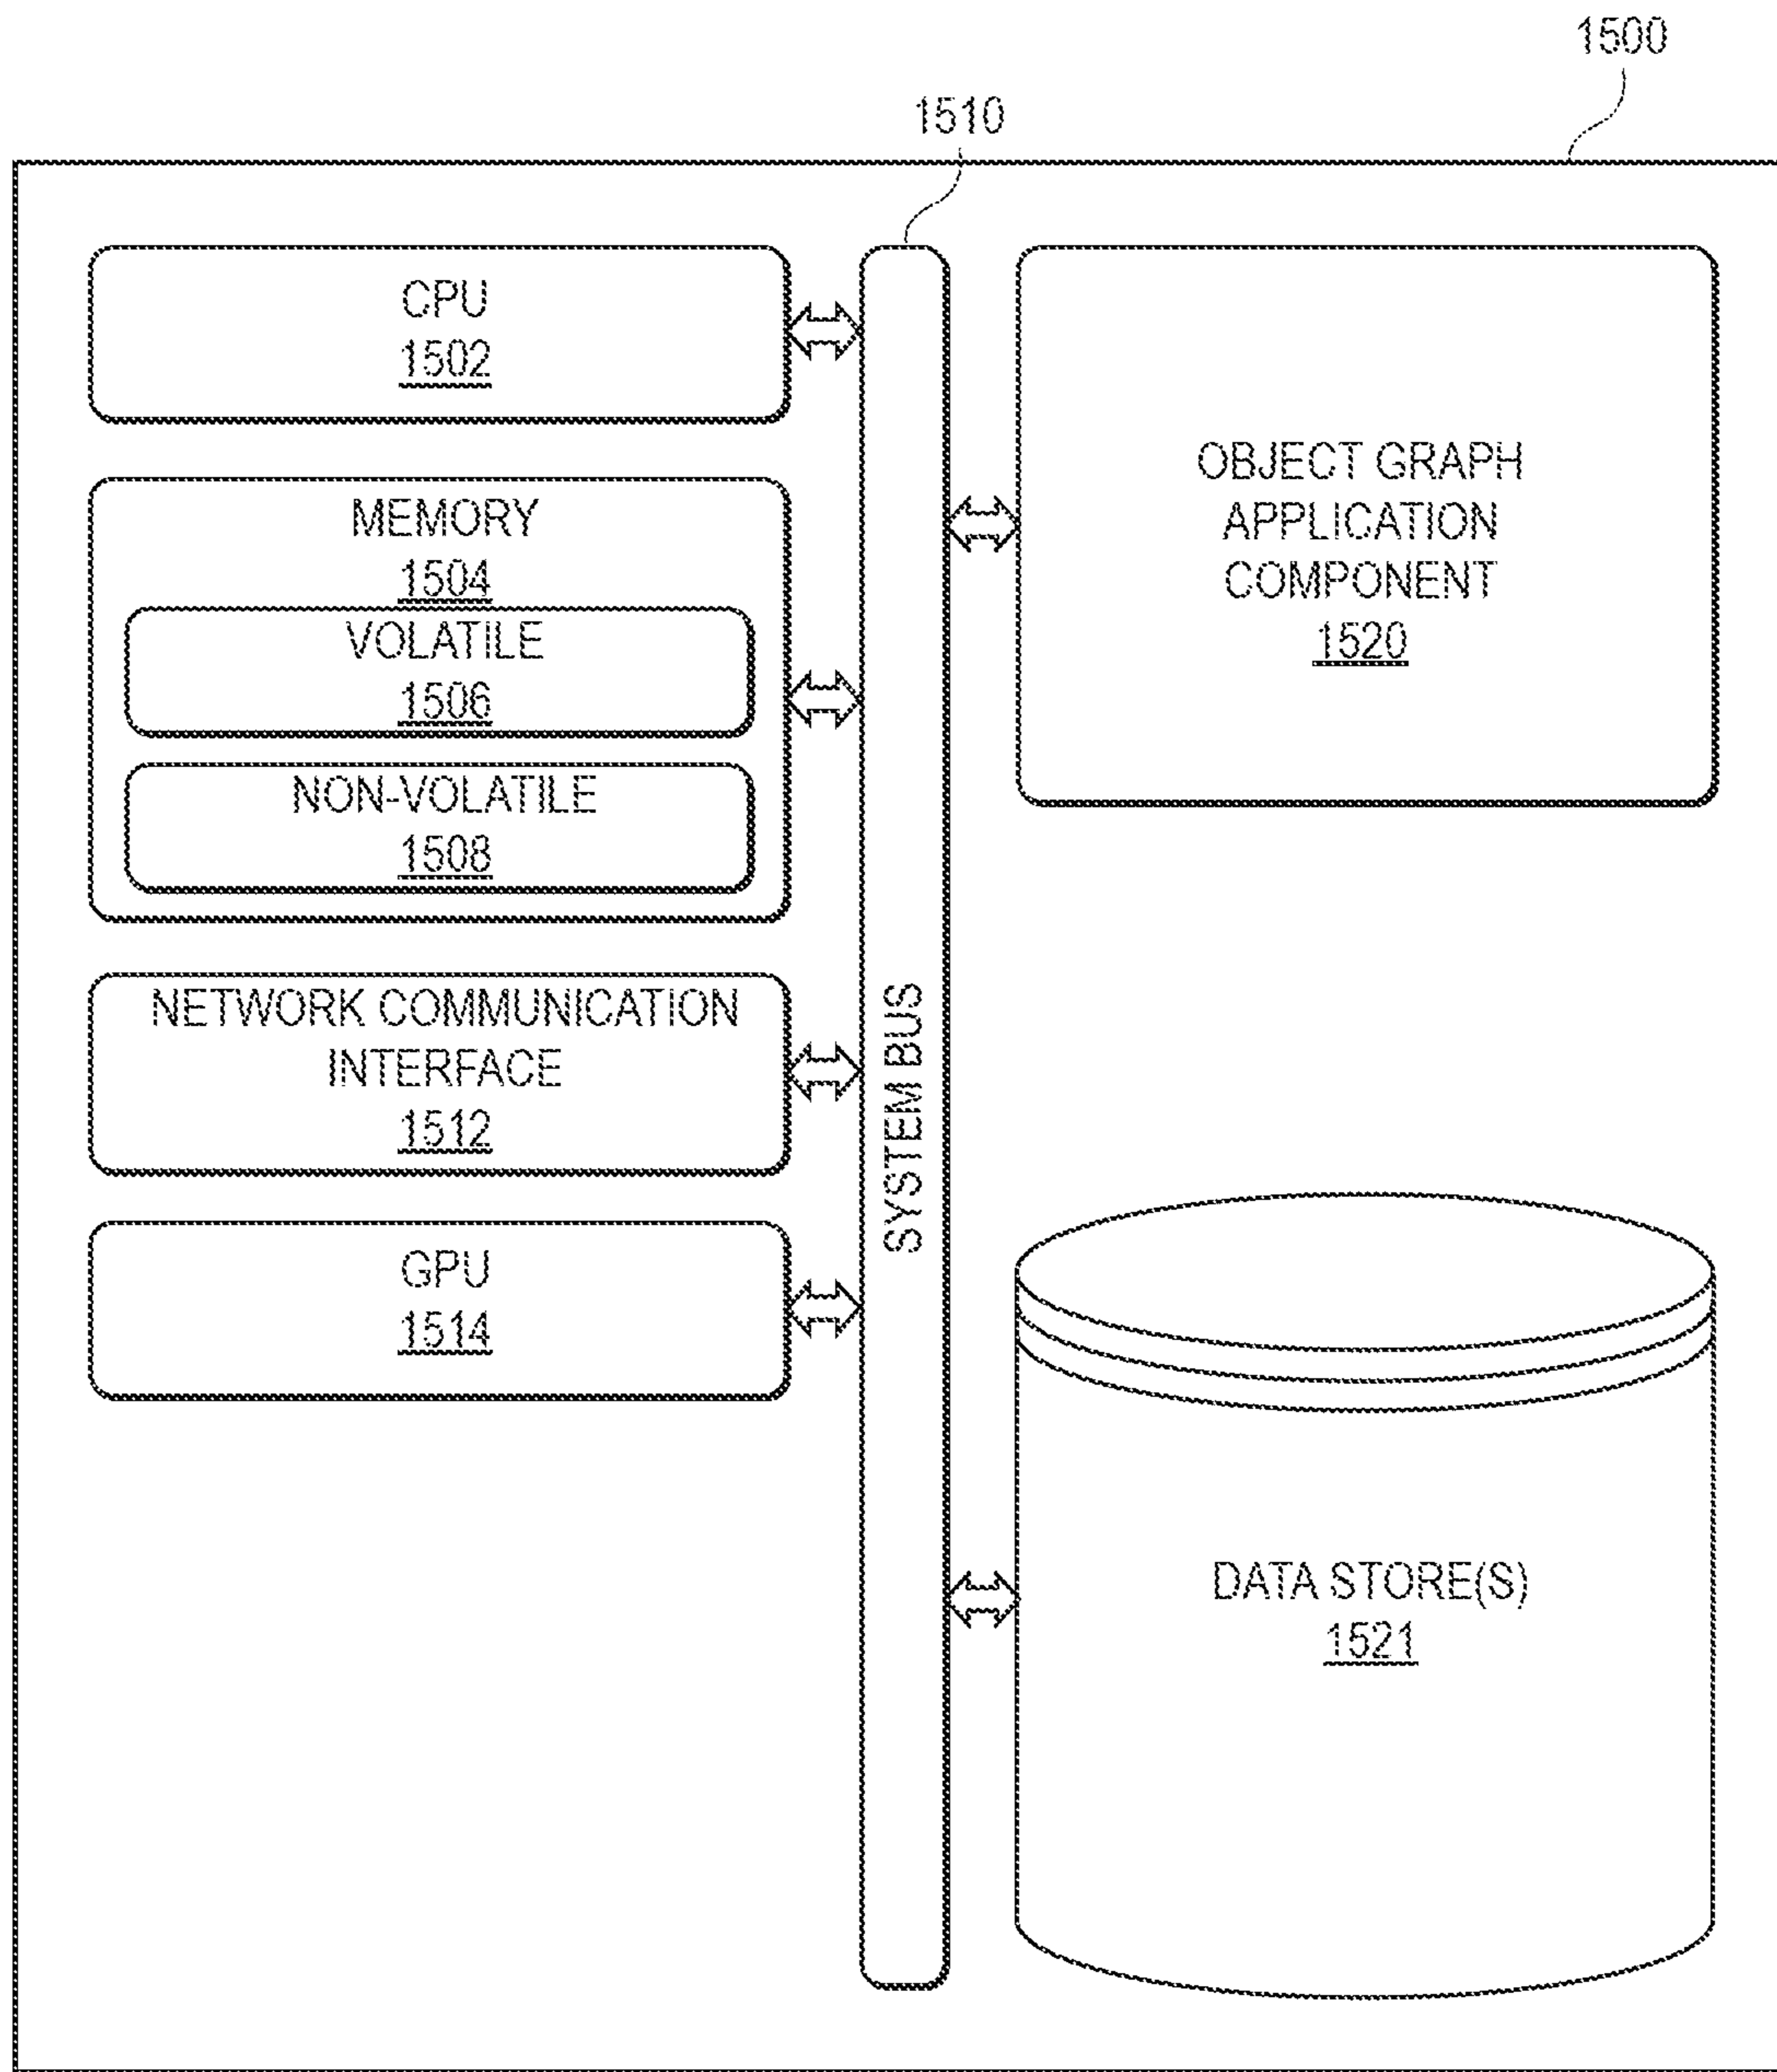 1500
1510
CPU
1502
MEMORY
1504
VOLATILE
1506
NON-VOLATILE
1508
NETWORK COMMUNICATION
INTERFACE
1512
GPU
1514
SYSTEM BUS
OBJECT GRAPH
APPLICATION
COMPONENT
1520
DATA STORE(S)
1521